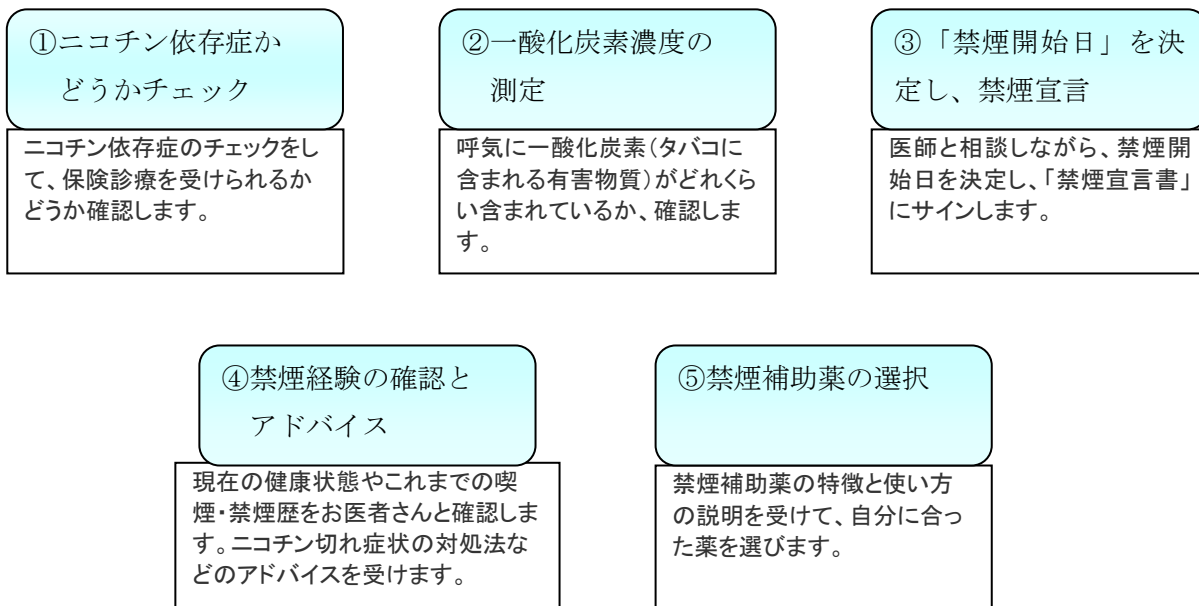 ①ニコチン依存症か
どうかチェック
ニコチン依存症のチェックをし
て、保険診療を受けられるか
どうか確認します。
②一酸化炭素濃度の
測定
呼気に一酸化炭素(タバコに
含まれる有害物質)がどれくら
い含まれているか、確認しま
す。
③「禁煙開始日」を決
定し、禁煙宣言
医師と相談しながら、禁煙開
始日を決定し、「禁煙宣言書」
にサインします。
④禁煙経験の確認と
アドバイス
現在の健康状態やこれまでの喫
煙・禁煙歴をお医者さんと確認しま
す。ニコチン切れ症状の対処法な
どのアドバイスを受けます。
⑤禁煙補助薬の選択
禁煙補助薬の特徴と使い方
の説明を受けて、自分に合っ
た薬を選びます。